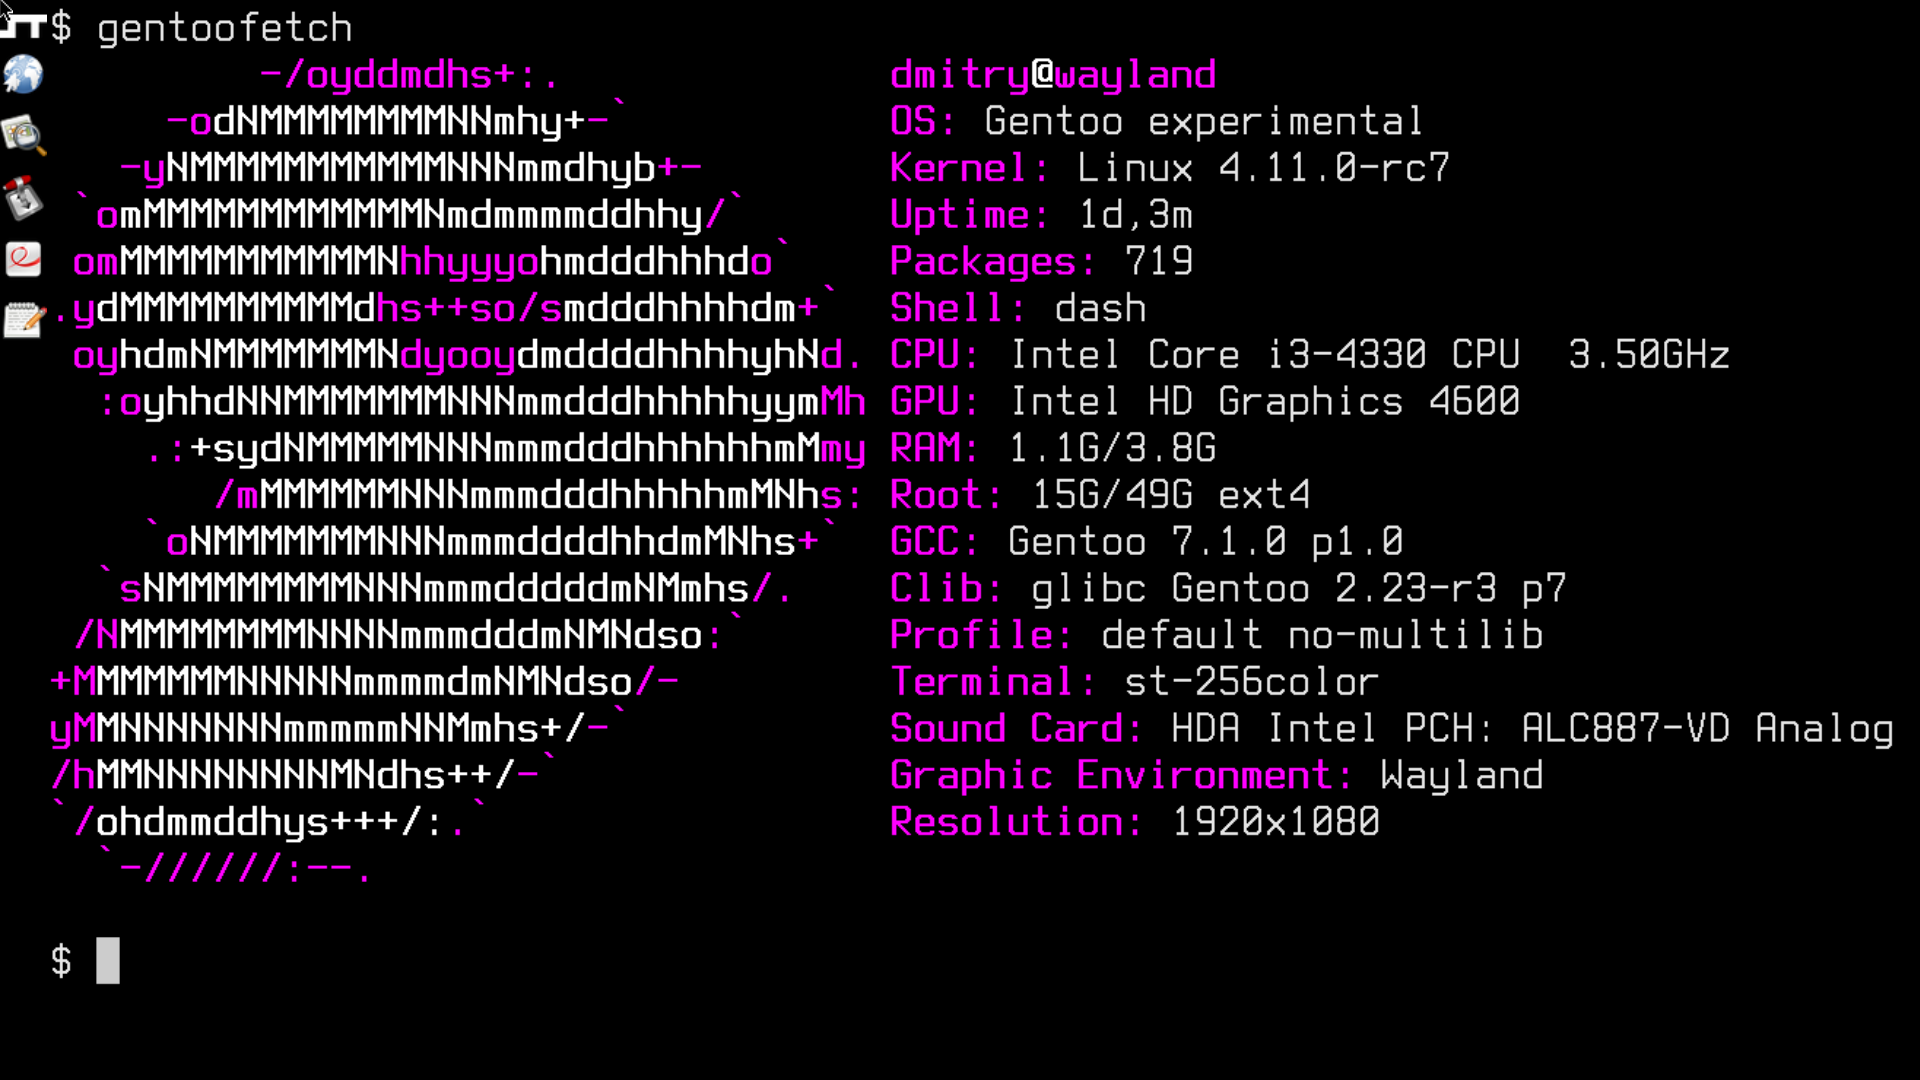 $ gentoofetch
         -/oyddmdhs+:.              dmitry@wayland
     -odNMMMMMMMMNNmhy+-`           OS: Gentoo experimental
   -yNMMMMMMMMMMMNNNmmdhyb+-        Kernel: Linux 4.11.0-rc7
 `omMMMMMMMMMMMMNmdmmmmddhhy/`      Uptime: 1d,3m
 omMMMMMMMMMMMNhhyyyohmdddhhhdo`    Packages: 719
.ydMMMMMMMMMMdhs++so/smdddhhhhdm+`  Shell: dash
 oyhdmNMMMMMMMNdyooydmddddhhhhyhNd. CPU: Intel Core i3-4330 CPU  3.50GHz
  :oyhhdNNMMMMMMMNNNmmdddhhhhhyymMh GPU: Intel HD Graphics 4600
    .:+sydNMMMMMNNNmmmdddhhhhhhmMmy RAM: 1.1G/3.8G
       /mMMMMMMNNNmmmdddhhhhhmMNhs: Root: 15G/49G ext4
    `oNMMMMMMMNNNmmmddddhhdmMNhs+`  GCC: Gentoo 7.1.0 p1.0
  `sNMMMMMMMMNNNmmmdddddmNMmhs/.    Clib: glibc Gentoo 2.23-r3 p7
 /NMMMMMMMMNNNNmmmdddmNMNdso:`      Profile: default no-multilib
+MMMMMMMNNNNNmmmmdmNMNdso/-         Terminal: st-256color
yMMNNNNNNNmmmmmNNMmhs+/-`           Sound Card: HDA Intel PCH: ALC887-VD Analog
/hMMNNNNNNNNMNdhs++/-`              Graphic Environment: Wayland
`/ohdmmddhys+++/:.`                 Resolution: 1920x1080
  `-//////:--.
$